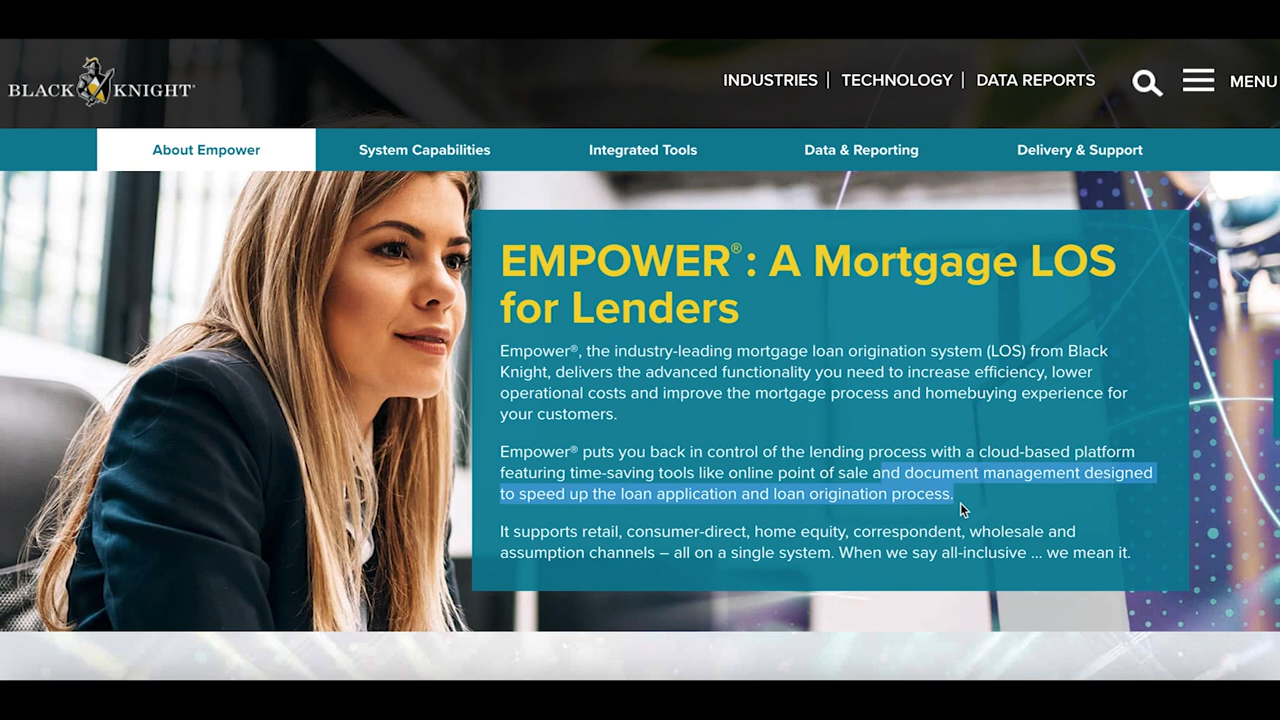 BLACK KNIGHT®
INDUSTRIES | TECHNOLOGY | DATA REPORTS
MENU
About Empower
System Capabilities
Integrated Tools
Data & Reporting
Delivery & Support
EMPOWER®: A Mortgage LOS
for Lenders
Empower®, the industry-leading mortgage loan origination system (LOS) from Black
Knight, delivers the advanced functionality you need to increase efficiency, lower
operational costs and improve the mortgage process and homebuying experience for
your customers.
Empower® puts you back in control of the lending process with a cloud-based platform
featuring time-saving tools like online point of sale and document management designed
to speed up the loan application and loan origination process.
It supports retail, consumer-direct, home equity, correspondent, wholesale and
assumption channels – all on a single system. When we say all-inclusive ... we mean it.